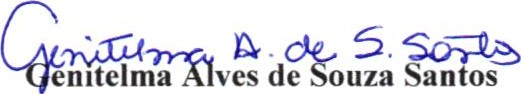 Genitelma A. de S. Santos
Genitelma Alves de Souza Santos